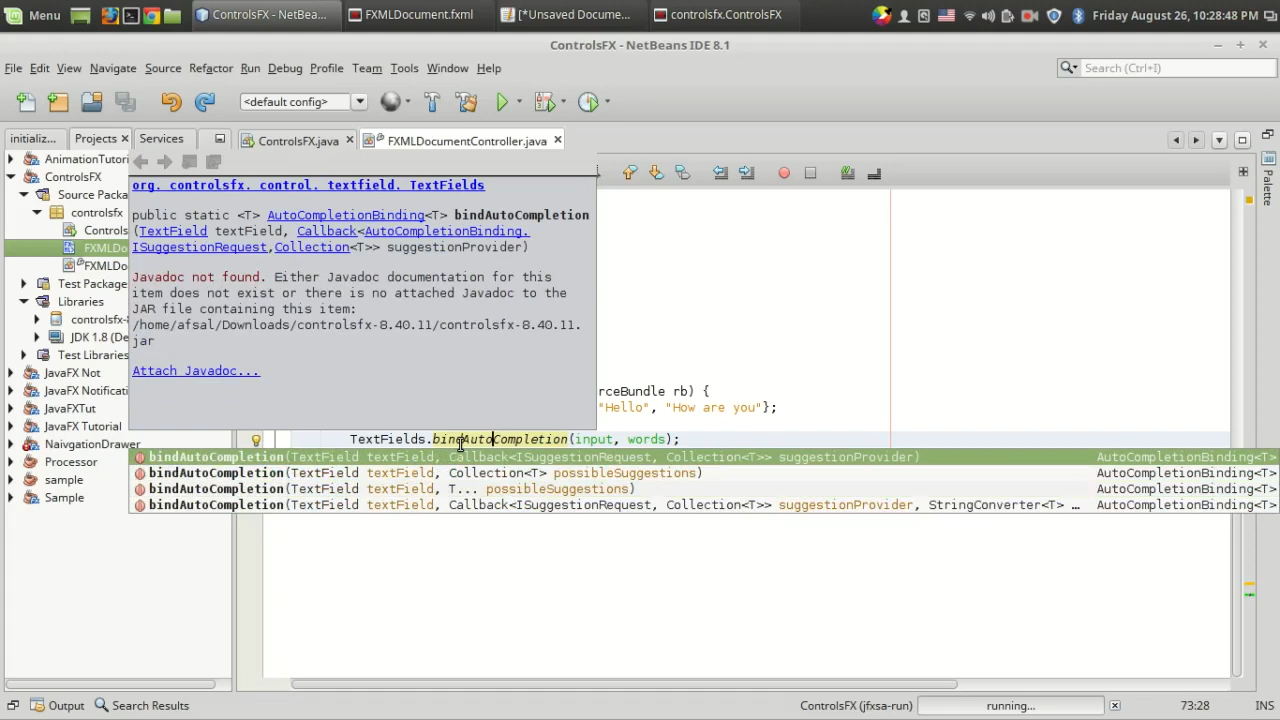 Menu
ControlsFX - NetBea...
FXMLDocument.fxml
[*Unsaved Docume...
controlsfx.ControlsFX
Friday August 26, 10:28:48 PM
ControlsFX - NetBeans IDE 8.1
File Edit View Navigate Source Refactor Run Debug Profile Team Tools Window Help
Search (Ctrl+I)
<default config>
initializ...
Projects
Services
ControlsFX.java
FXMLDocumentController.java
Palette
AnimationTutori
ControlsFX
Source Packa
controlsfx
Controls
FXMLDo
FXMLDo
Test Package
Libraries
controlsfx-8
JDK 1.8 (De
Test Libraries
JavaFX Not
JavaFX Notificati
JavaFXTut
JavaFX Tutorial
NaivgationDrawer
Processor
sample
Sample
org. controlsfx. control. textfield. TextFields
public static <T> AutoCompletionBinding<T> bindAutoCompletion
(TextField textField, Callback<AutoCompletionBinding.
ISuggestionRequest,Collection<T>> suggestionProvider)
Javadoc not found. Either Javadoc documentation for this
item does not exist or there is no attached Javadoc to the
JAR file containing this item:
/home/afsal/Downloads/controlsfx-8.40.11/controlsfx-8.40.11.
jar
Attach Javadoc...
rceBundle rb) {
"Hello", "How are you"};
TextFields.bindAutoCompletion(input, words);
bindAutoCompletion(TextField textField, Callback<ISuggestionRequest, Collection<T>> suggestionProvider) AutoCompletionBinding<T>
bindAutoCompletion(TextField textField, Collection<T> possibleSuggestions) AutoCompletionBinding<T>
bindAutoCompletion(TextField textField, T... possibleSuggestions) AutoCompletionBinding<T>
bindAutoCompletion(TextField textField, Callback<ISuggestionRequest, Collection<T>> suggestionProvider, StringConverter<T> … AutoCompletionBinding<T>
Output
Search Results
ControlsFX (jfxsa-run)
running...
73:28
INS